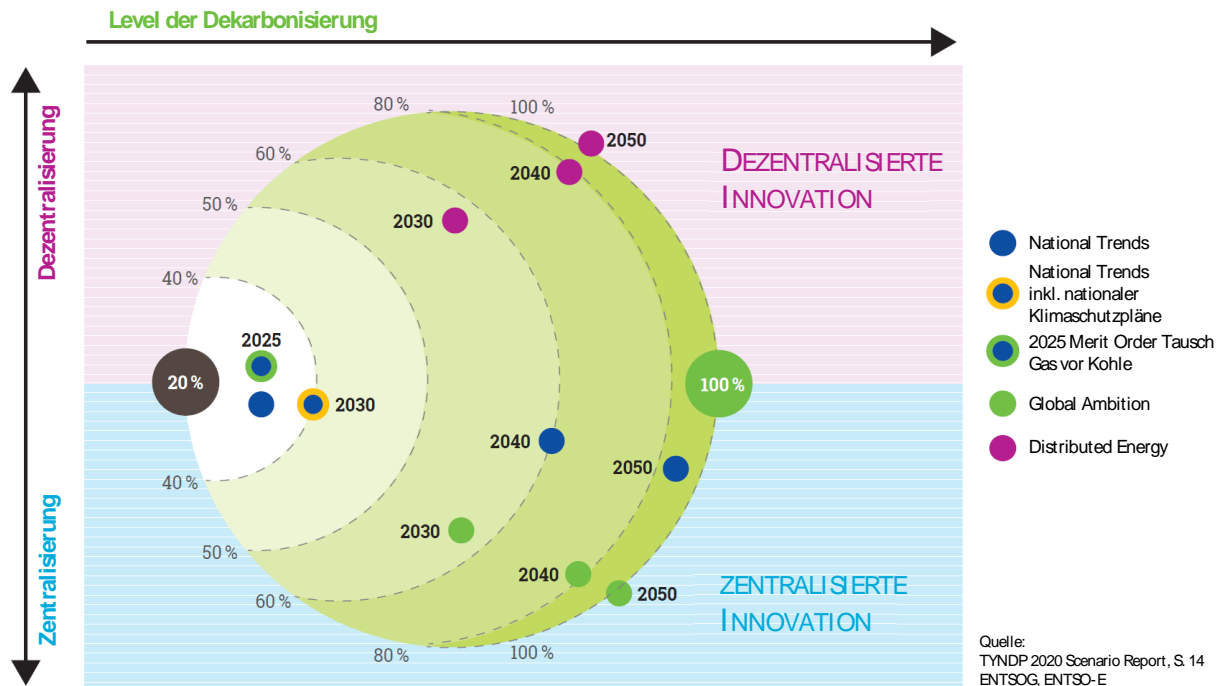 Level der Dekarbonisierung
Dezentralisierung
Zentralisierung
80 %
100 %
60 %
50 %
40 %
2050
2040
2030
DEZENTRALISIERTE
INNOVATION
2025
20 %
2030
100 %
2040
2050
40 %
2030
50 %
2040
2050
60 %
80 %
100 %
ZENTRALISIERTE
INNOVATION
National Trends
National Trends
inkl. nationaler
Klimaschutzpläne
2025 Merit Order Tausch
Gas vor Kohle
Global Ambition
Distributed Energy
Quelle:
TYNDP 2020 Scenario Report, S. 14
ENTSOG, ENTSO-E